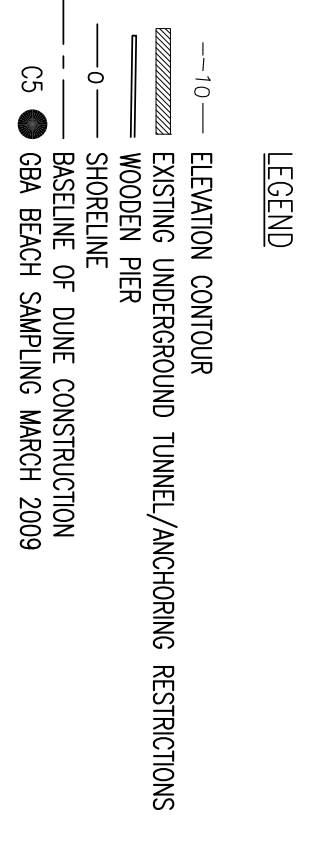 LEGEND
--10— ELEVATION CONTOUR
EXISTING UNDERGROUND TUNNEL/ANCHORING RESTRICTIONS
WOODEN PIER
—0— SHORELINE
BASELINE OF DUNE CONSTRUCTION
C5 GBA BEACH SAMPLING MARCH 2009